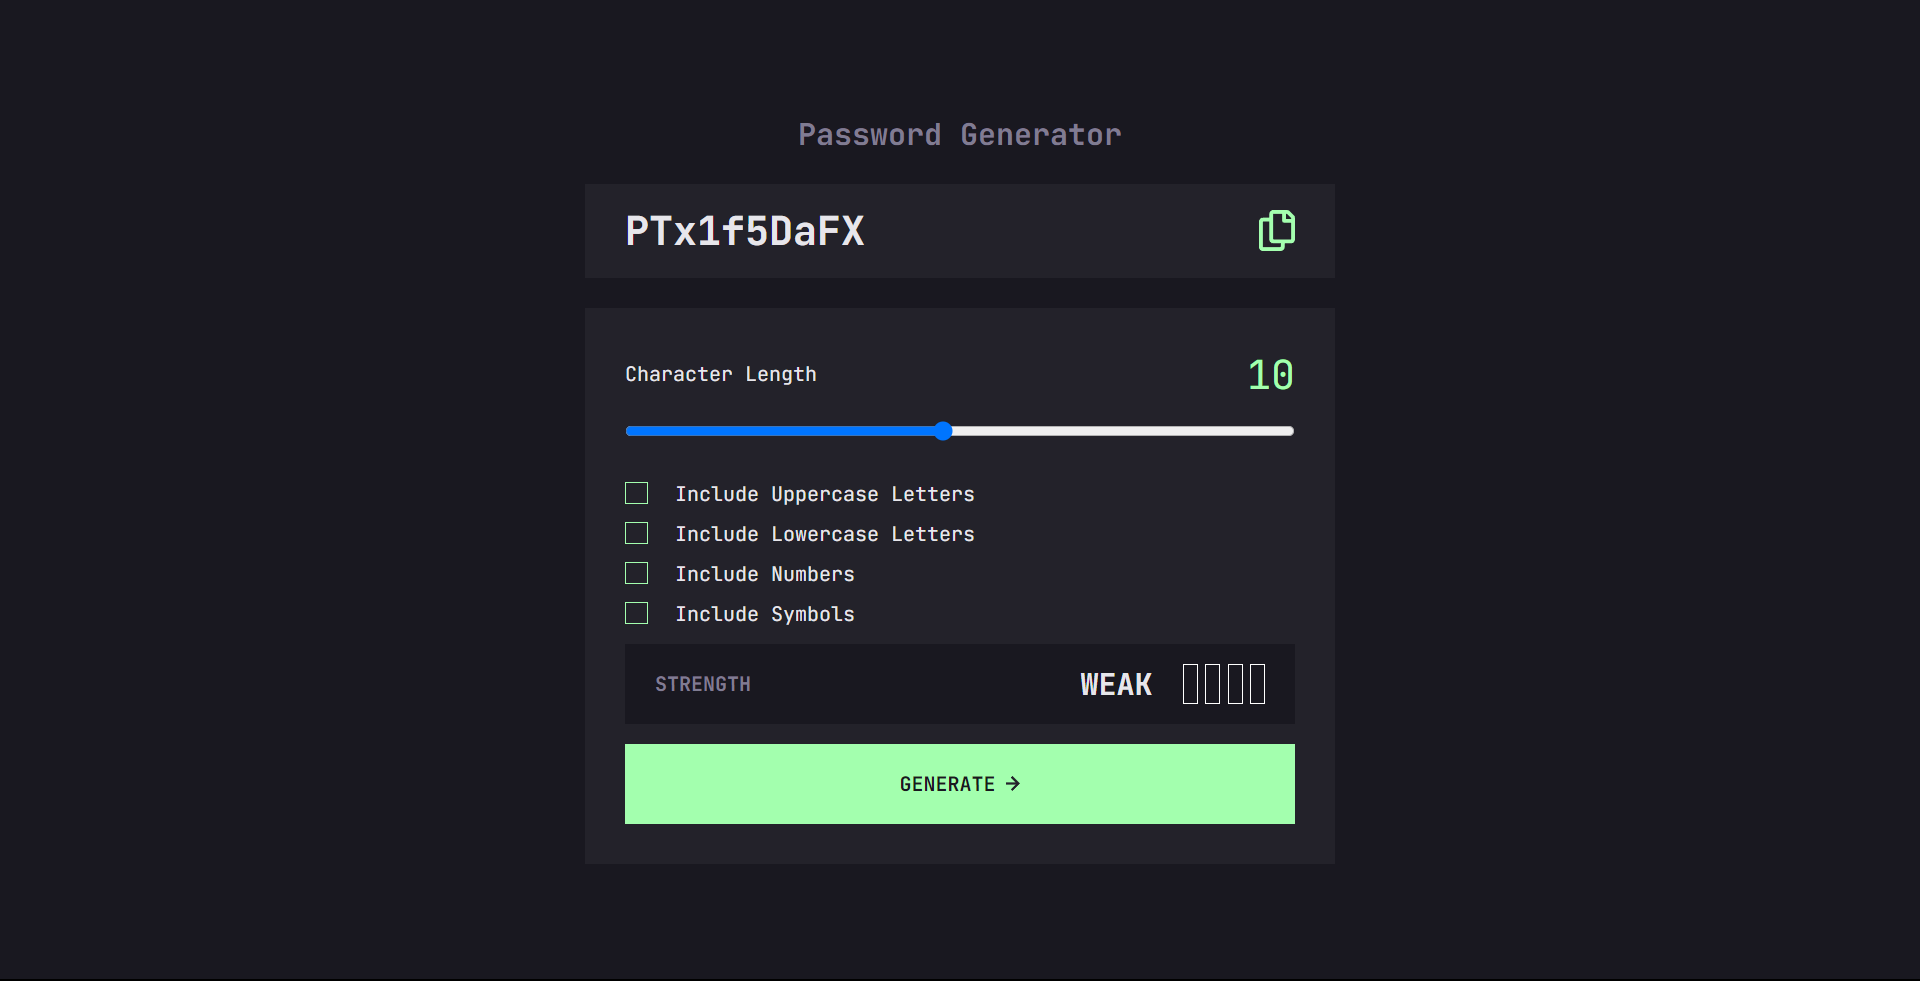 Password Generator
PTx1f5DaFX
Character Length 10
Include Uppercase Letters
Include Lowercase Letters
Include Numbers
Include Symbols
STRENGTH WEAK
GENERATE →